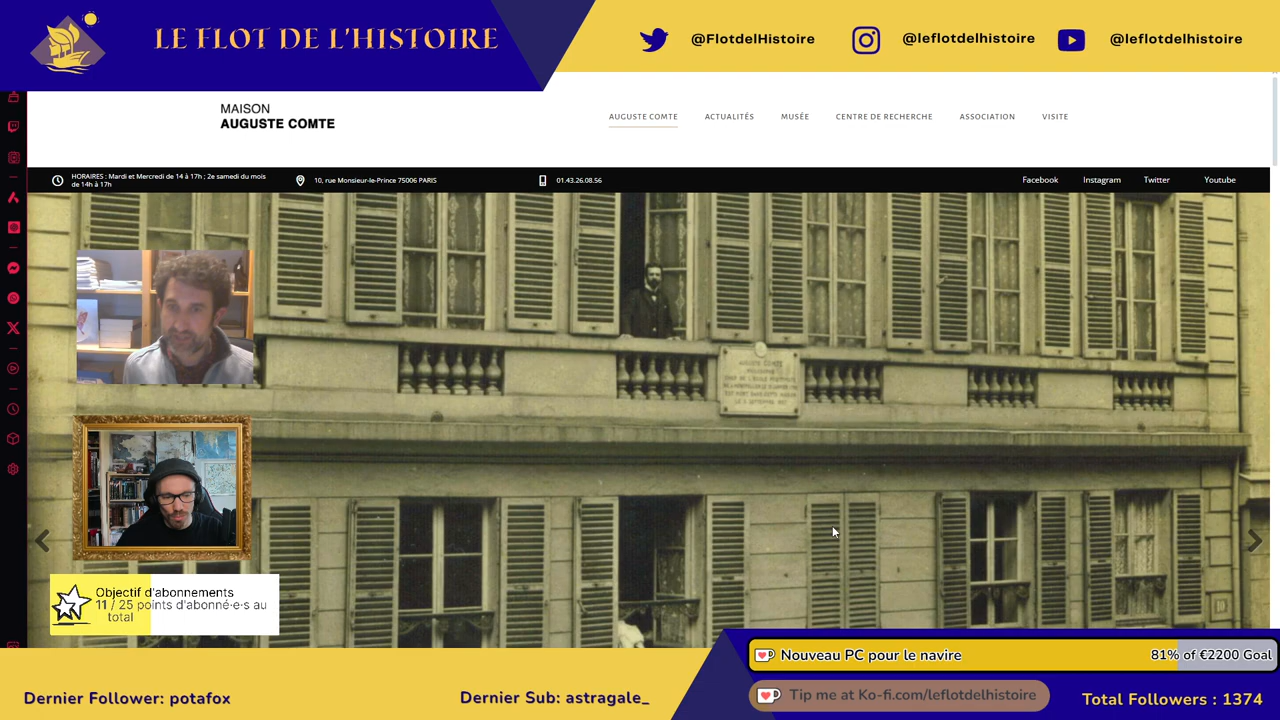 LE FLOT DE L'HISTOIRE
@FlotdelHistoire
@leflotdelhistoire
@leflotdelhistoire
MAISON
AUGUSTE COMTE
AUGUSTE COMTE
ACTUALITÉS
MUSÉE
CENTRE DE RECHERCHE
ASSOCIATION
VISITE
HORAIRES : Mardi et Mercredi de 14 à 17h ; 2e samedi du mois
de 14h à 17h
10, rue Monsieur-le-Prince 75006 PARIS
01.43.26.08.56
Facebook
Instagram
Twitter
Youtube
AUGUSTE COMTE
Objectif d'abonnements
11 / 25 points d'abonné·e·s au
total
Nouveau PC pour le navire
81% of €2200 Goal
Tip me at Ko-fi.com/leflotdelhistoire
Dernier Follower: potafox
Dernier Sub: astragale_
Total Followers : 1374